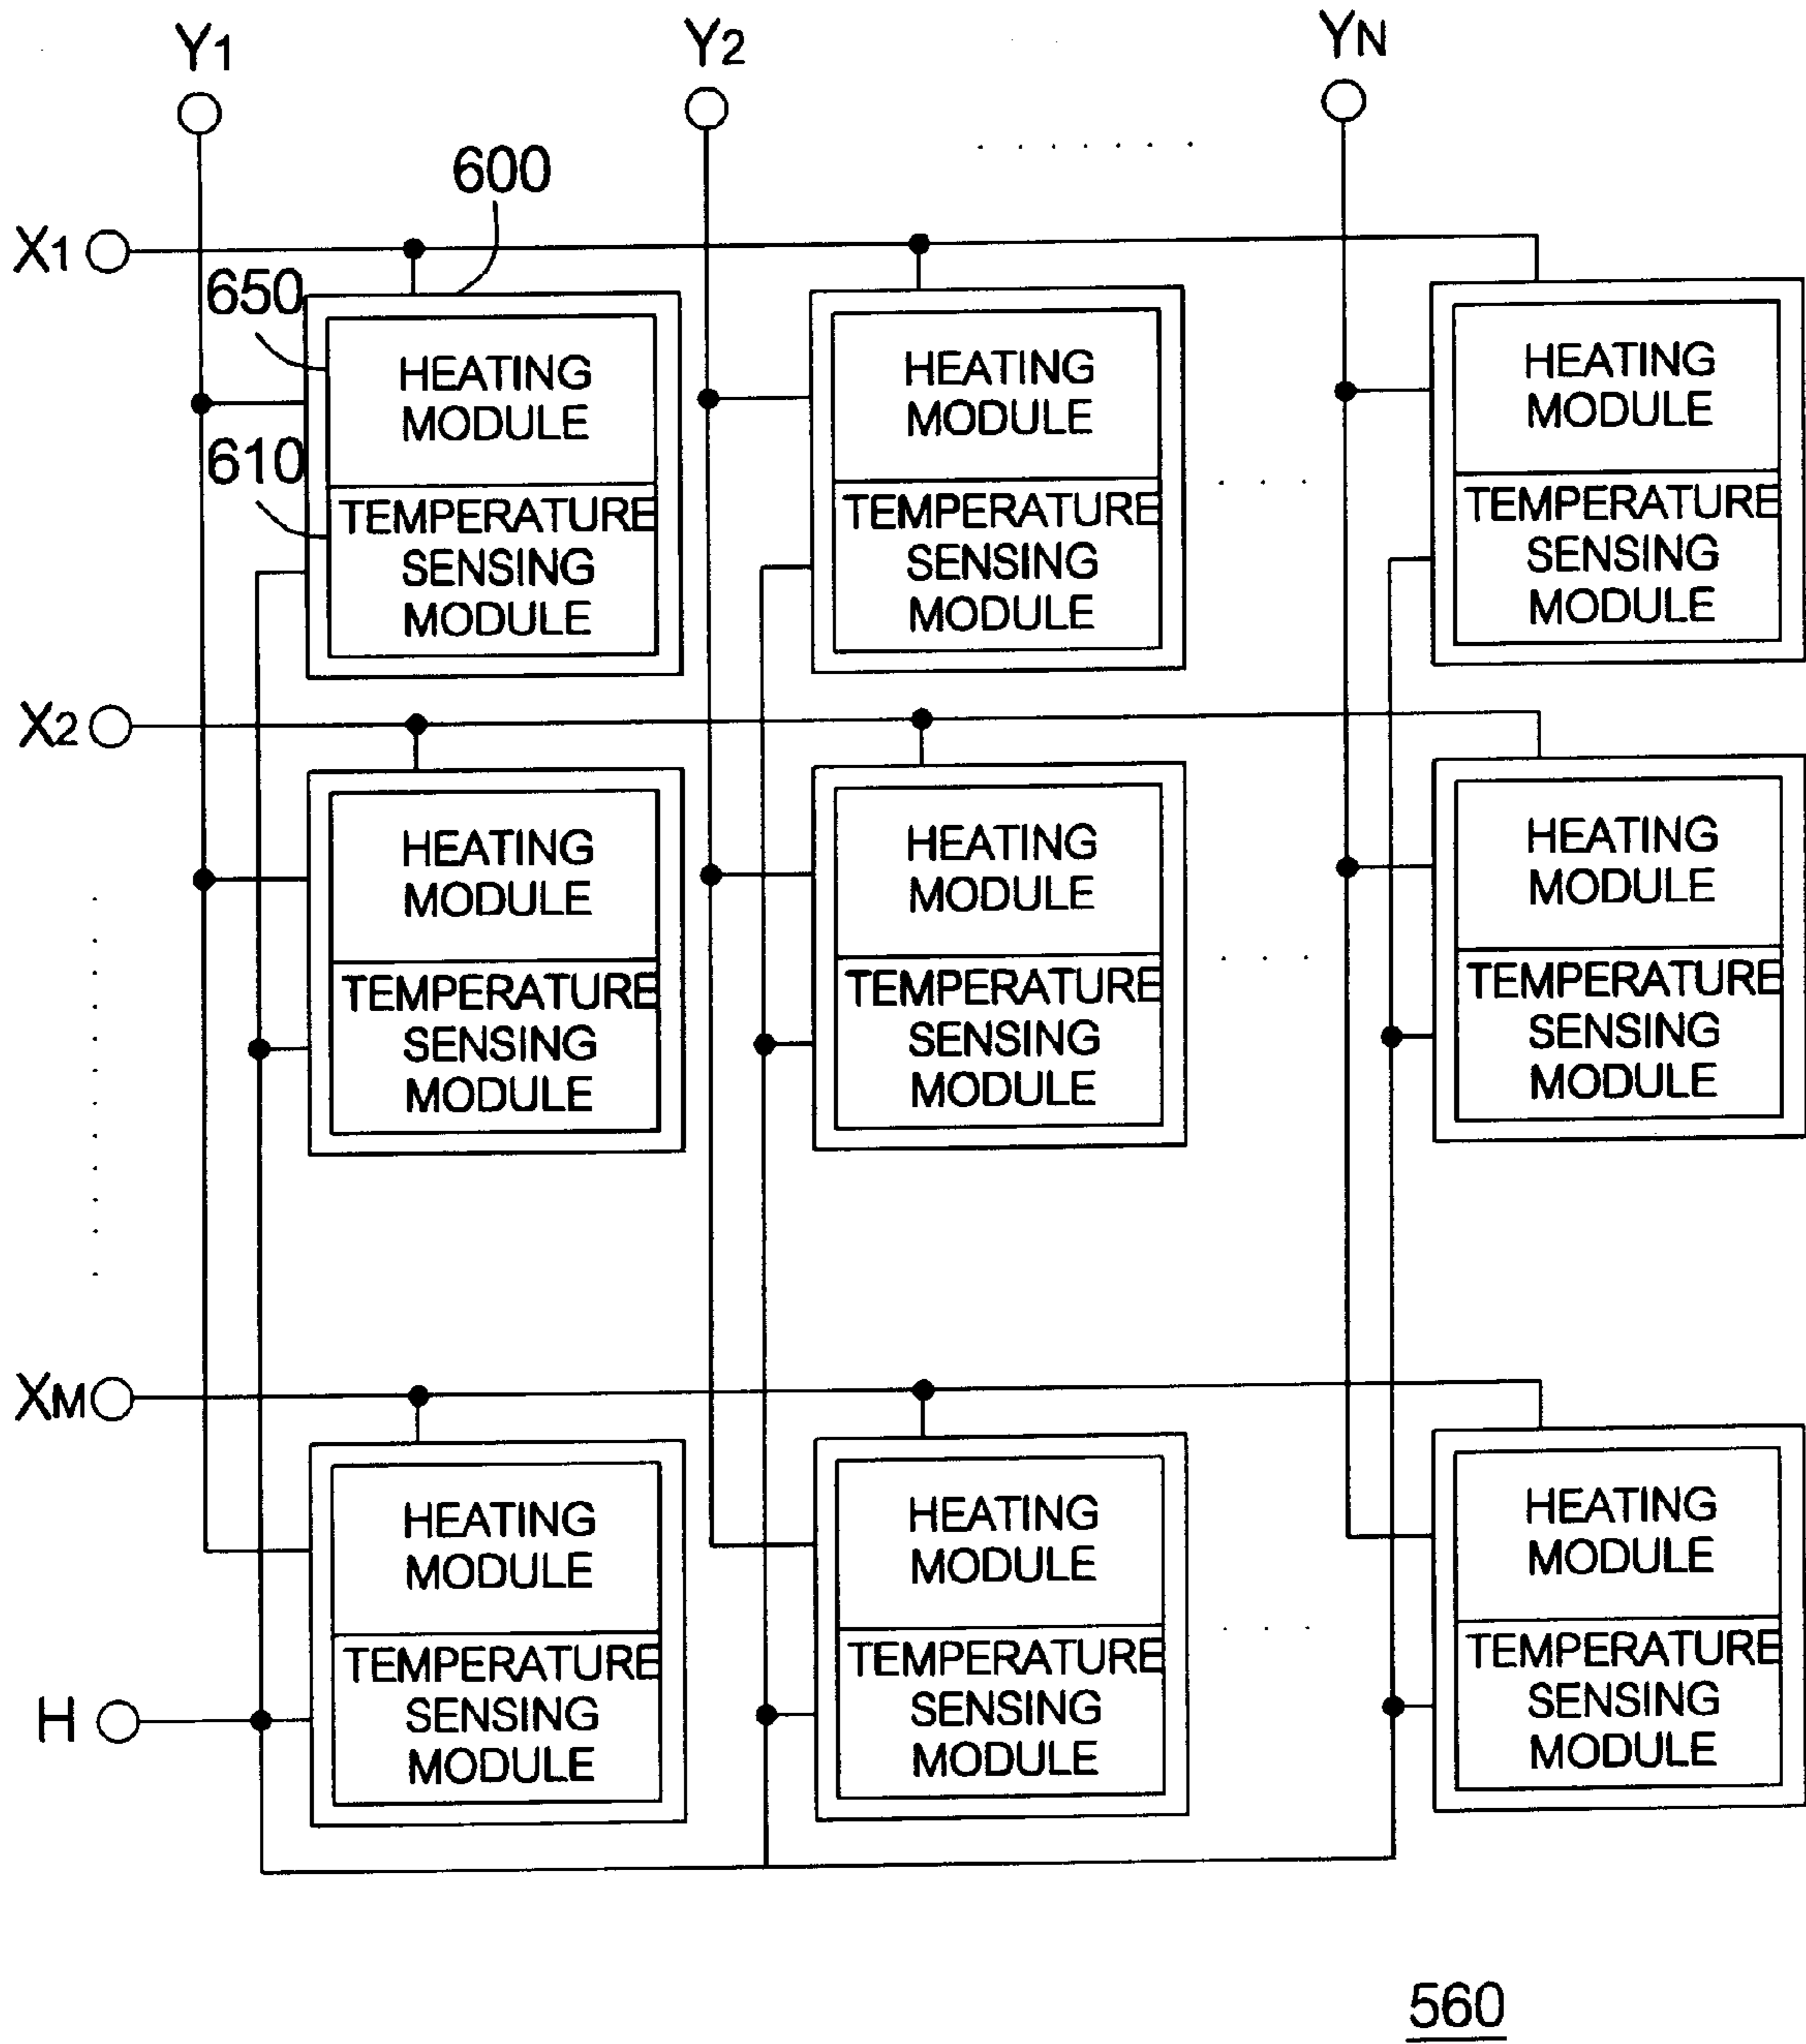 Y1 Y2 YN
600
X1
650
HEATING MODULE
HEATING MODULE
HEATING MODULE
610
TEMPERATURE SENSING MODULE
TEMPERATURE SENSING MODULE
TEMPERATURE SENSING MODULE
X2
HEATING MODULE
HEATING MODULE
HEATING MODULE
TEMPERATURE SENSING MODULE
TEMPERATURE SENSING MODULE
TEMPERATURE SENSING MODULE
XM
HEATING MODULE
HEATING MODULE
HEATING MODULE
TEMPERATURE SENSING MODULE
TEMPERATURE SENSING MODULE
TEMPERATURE SENSING MODULE
H
560